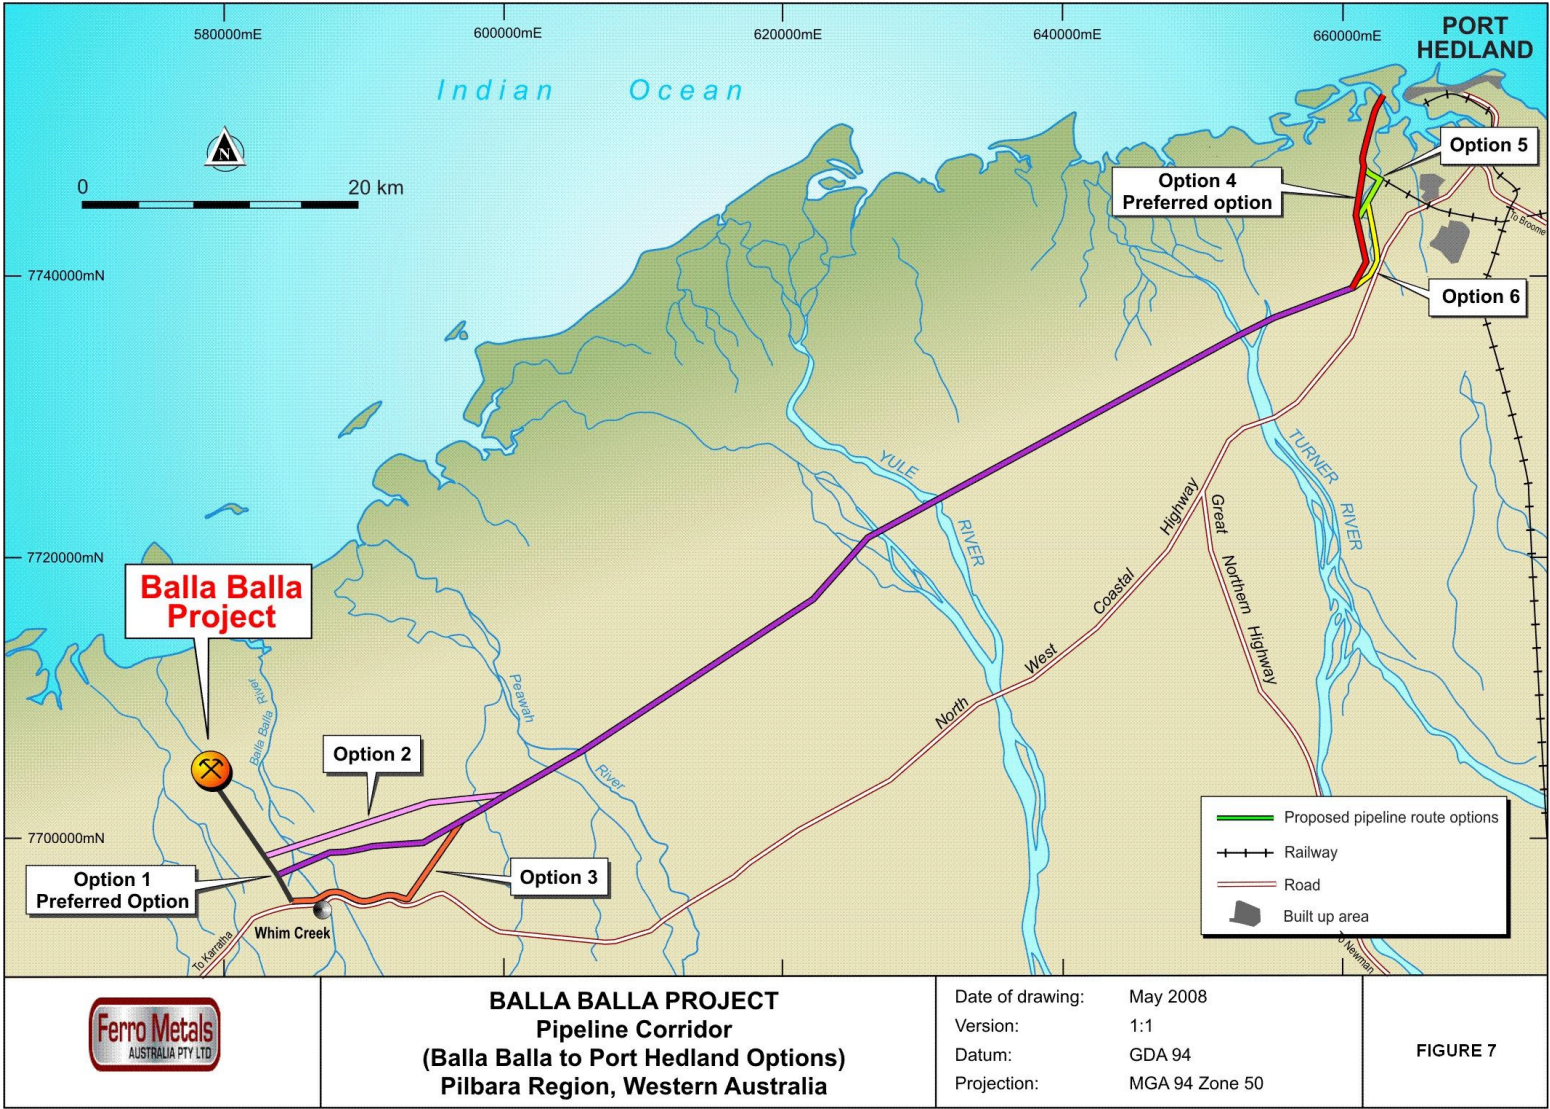 580000mE
600000mE
620000mE
640000mE
660000mE
PORT
HEDLAND
Indian Ocean
N
0
20 km
Option 5
Option 4
Preferred option
To Broome
7740000mN
Option 6
YULE
RIVER
TURNER
RIVER
Highway
Great
Northern
Highway
Coastal
West
North
7720000mN
Balla Balla
Project
Balla Balla River
Peawah
River
Option 2
7700000mN
Option 1
Preferred Option
Option 3
Whim Creek
To Karratha
Proposed pipeline route options
Railway
Road
Built up area
o Newman
Ferro Metals
AUSTRALIA PTY LTD
BALLA BALLA PROJECT
Pipeline Corridor
(Balla Balla to Port Hedland Options)
Pilbara Region, Western Australia
Date of drawing: May 2008
Version: 1:1
Datum: GDA 94
Projection: MGA 94 Zone 50
FIGURE 7